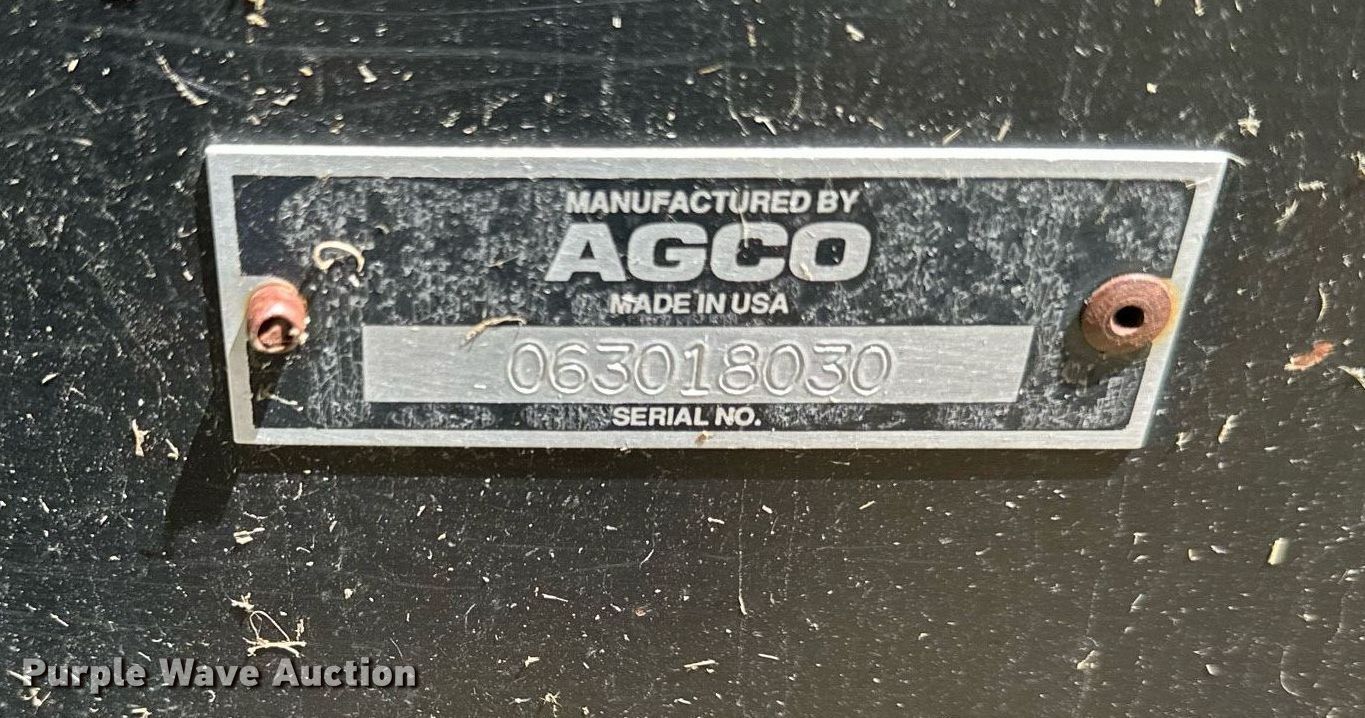 MANUFACTURED BY
AGCO
MADE IN USA
063018030
SERIAL NO.
Purple Wave Auction